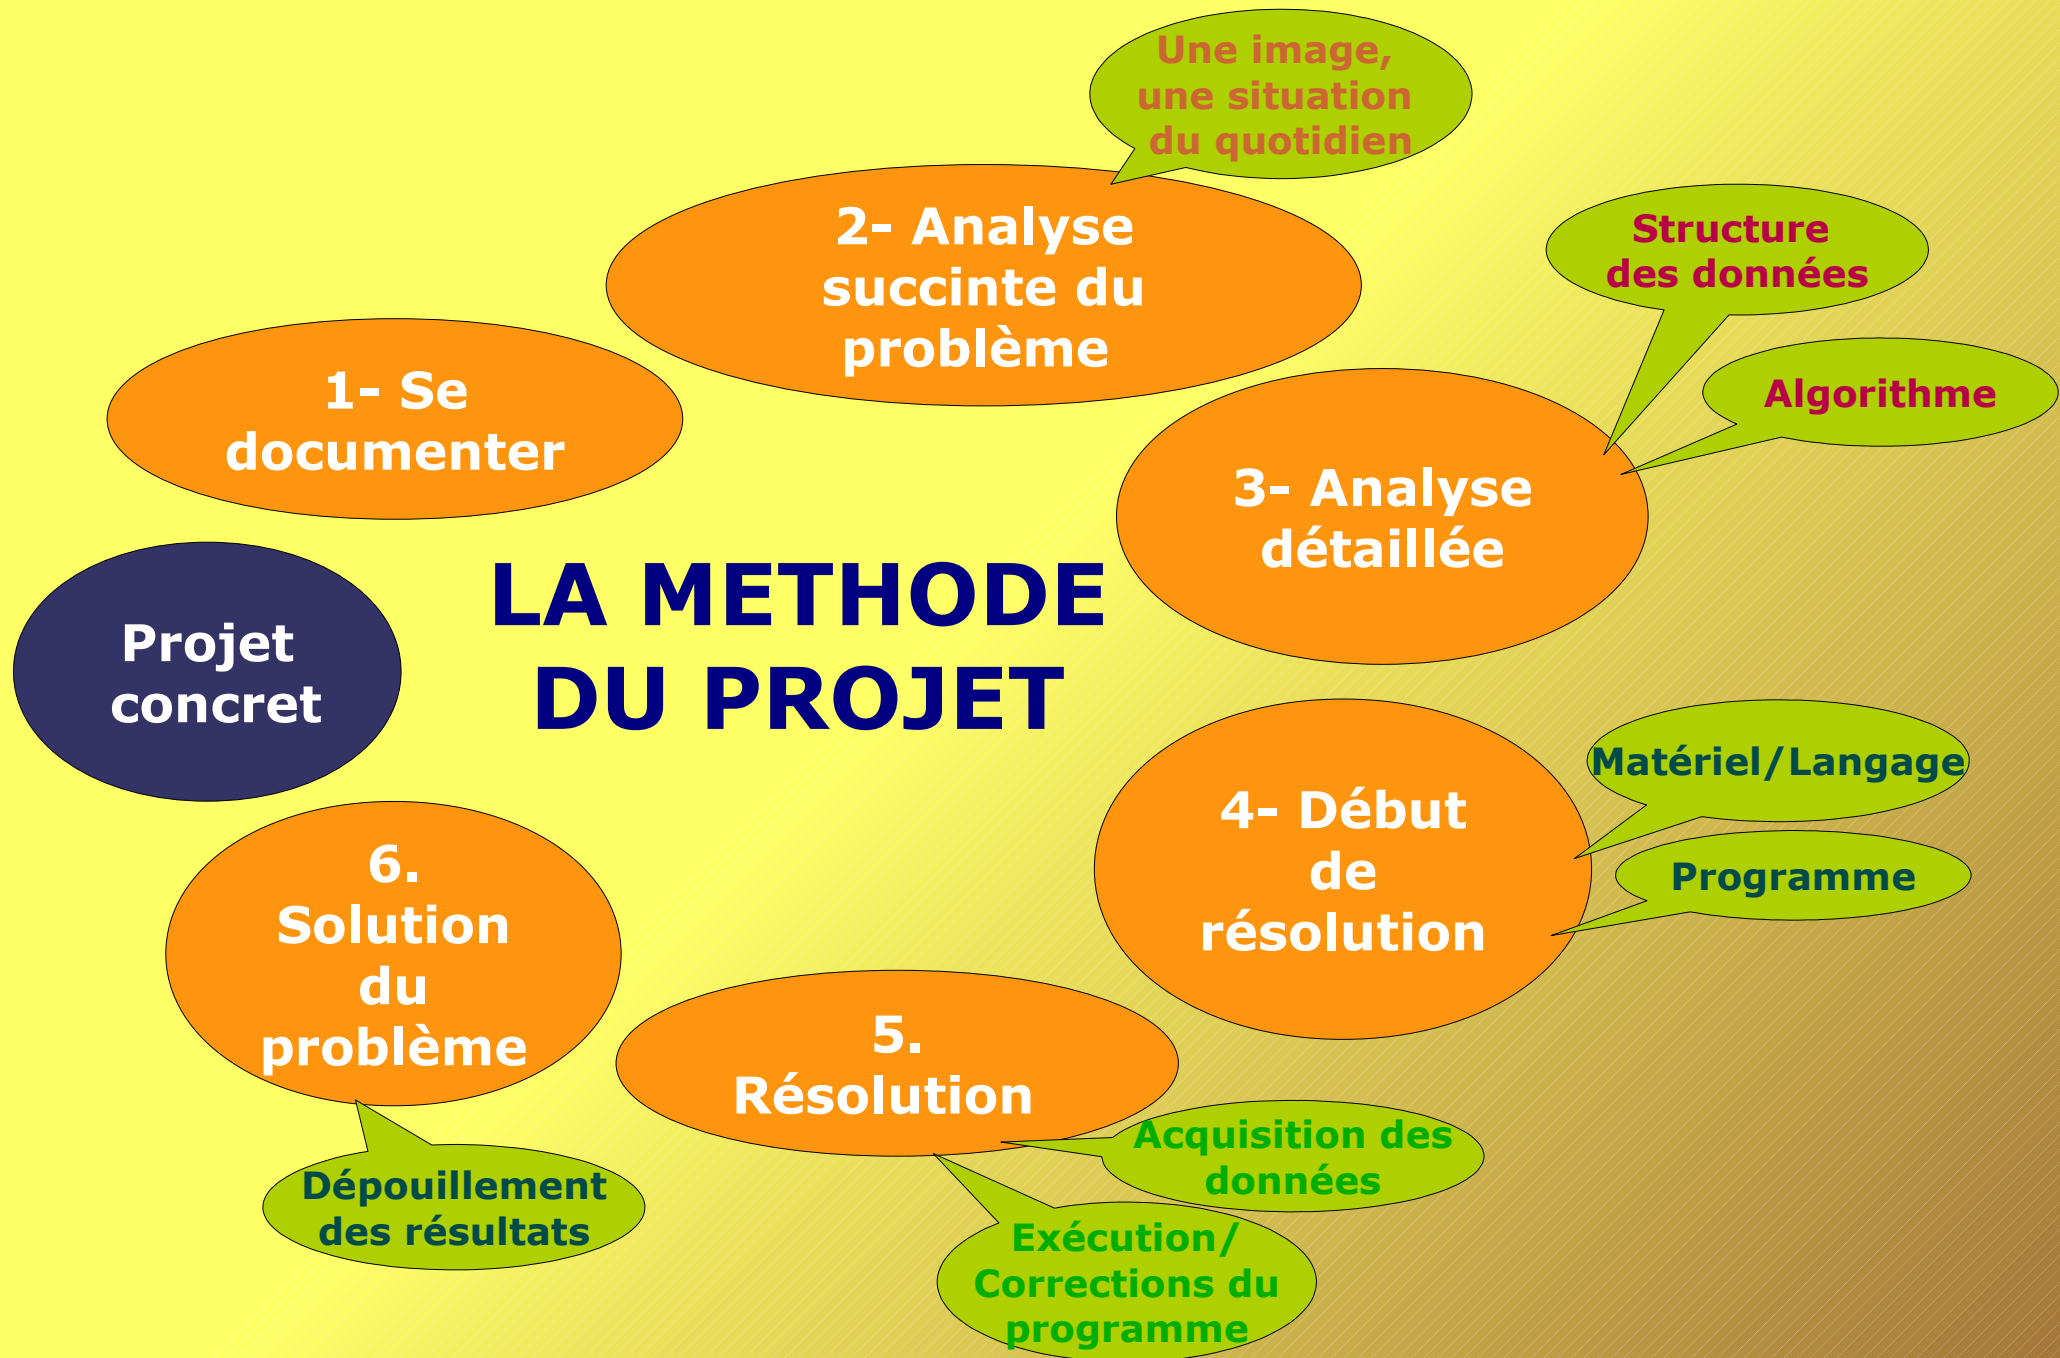 Une image,
une situation
du quotidien
2- Analyse
succinte du
problème
Structure
des données
Algorithme
1- Se
documenter
3- Analyse
détaillée
LA METHODE
DU PROJET
Projet
concret
Matériel/Langage
Programme
4- Début
de
résolution
6.
Solution
du
problème
5.
Résolution
Acquisition des
données
Dépouillement
des résultats
Exécution/
Corrections du
programme